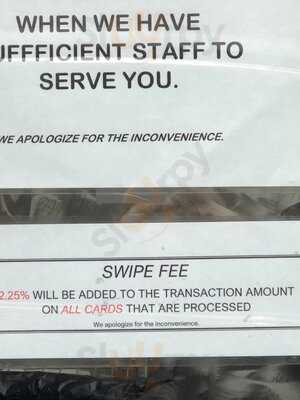 WHEN WE HAVE
UFFFICIENT STAFF TO
SERVE YOU.
WE APOLOGIZE FOR THE INCONVENIENCE.
SWIPE FEE
2.25% WILL BE ADDED TO THE TRANSACTION AMOUNT
ON ALL CARDS THAT ARE PROCESSED
We apologize for the inconvenience.